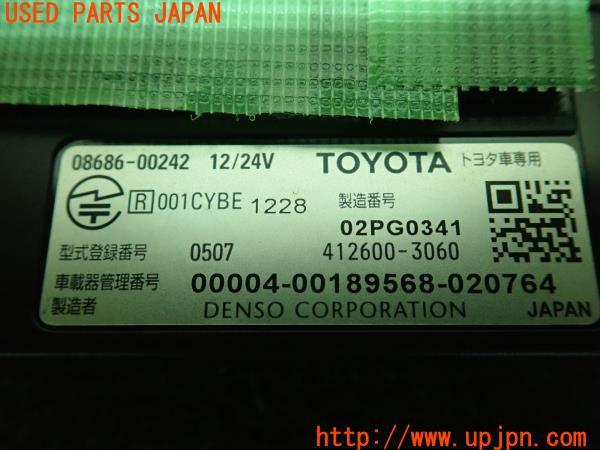 USED PARTS JAPAN
08686-00242 12/24V TOYOTA トヨタ車専用
R 001CYBE 1228 製造番号
02PG0341
型式登録番号 0507 412600-3060
車載器管理番号 00004-00189568-020764
製造者 DENSO CORPORATION JAPAN
UPJ
http://www.upjpn.com/